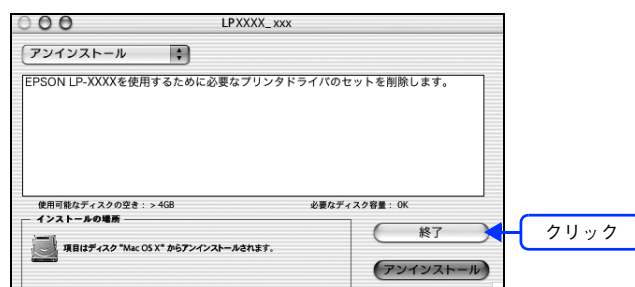 LPXXXX_xxx
アンインストール
EPSON LP-XXXXを使用するために必要なプリンタドライバのセットを削除します。
使用可能なディスクの空き： > 4GB
必要なディスク容量： 0K
インストールの場所
項目はディスク "Mac OS X" からアンインストールされます。
終了
クリック
アンインストール